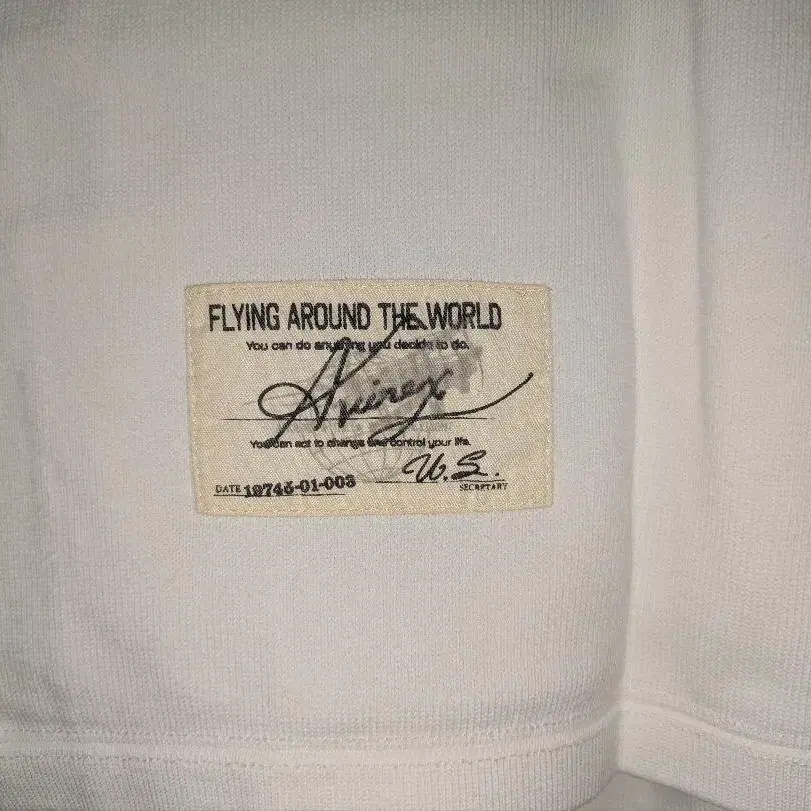 FLYING AROUND THE WORLD
You can do anything you decide to do.
Avirex
You can act to change and control your life.
U.S.
DATE 19745-01-003
SECRETARY